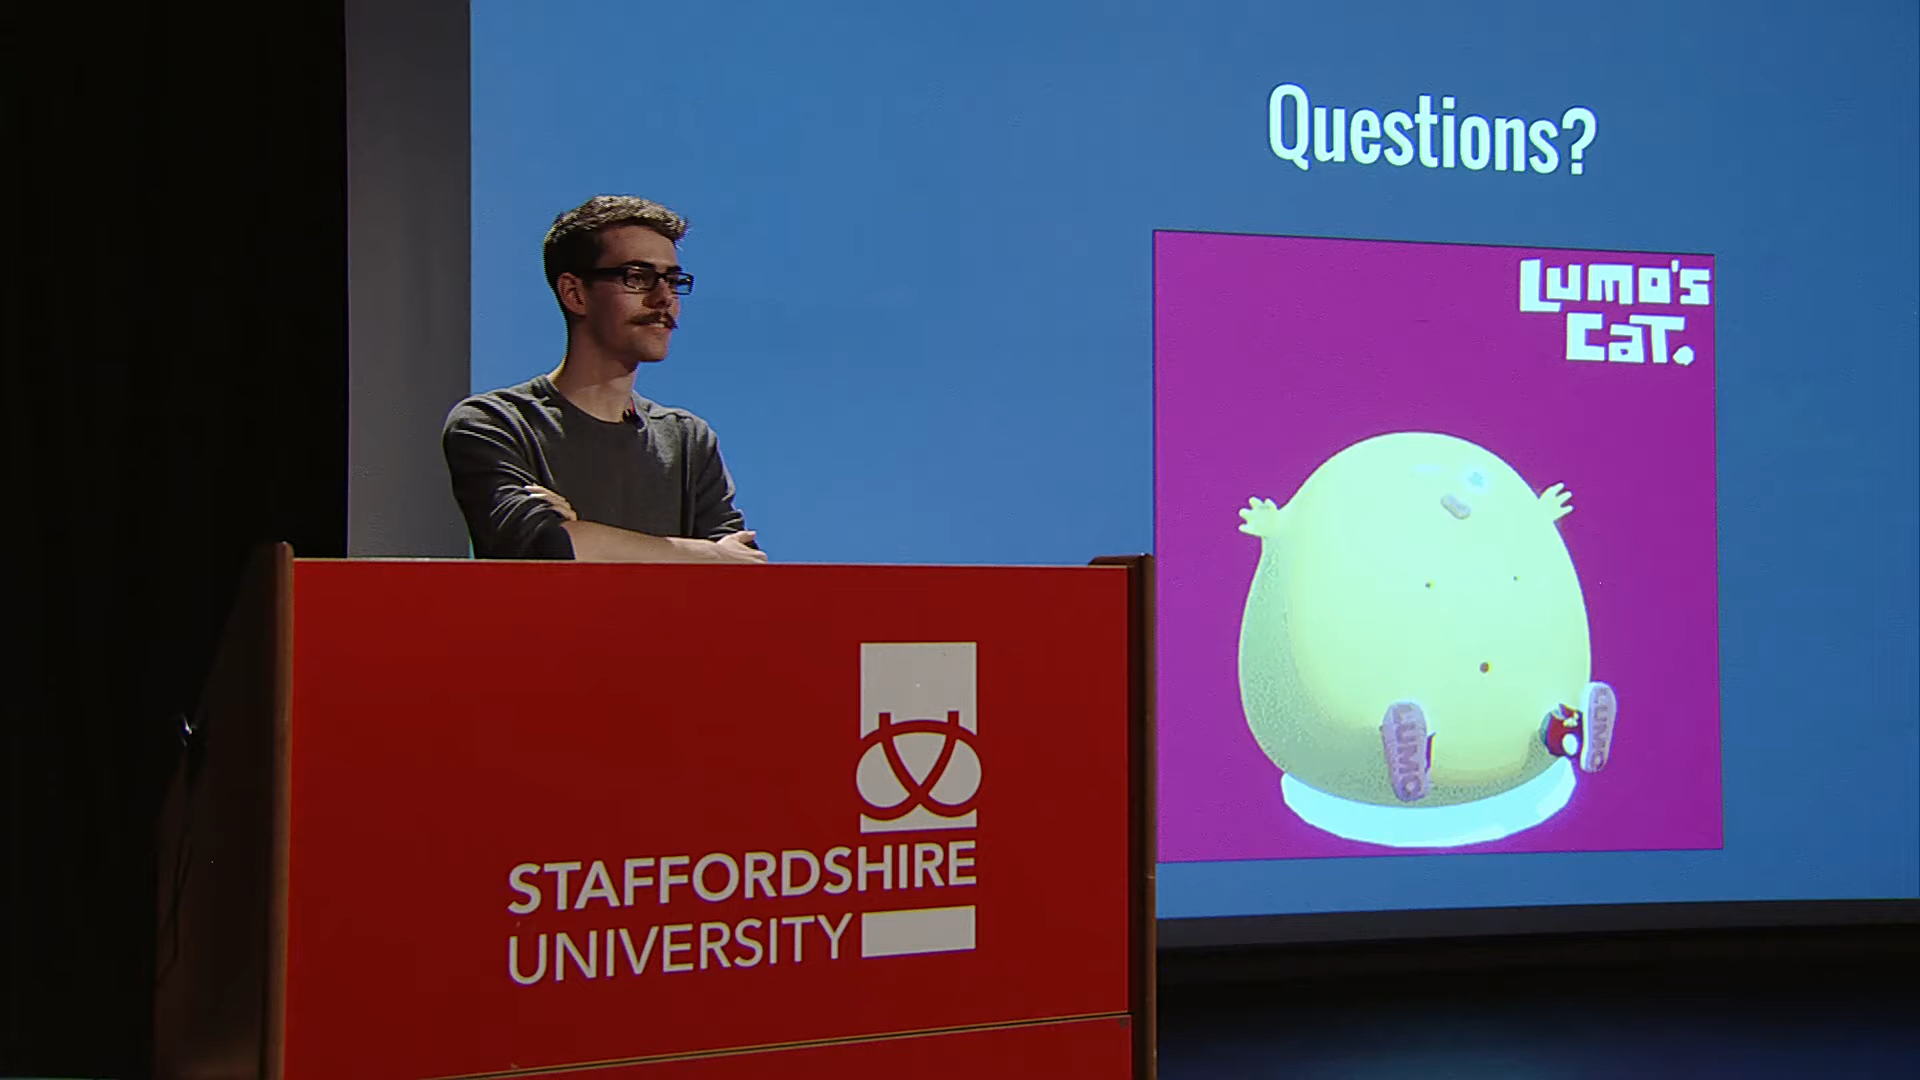 Questions?
LUMO'S
CAT.
LUMO
LUMO
STAFFORDSHIRE
UNIVERSITY